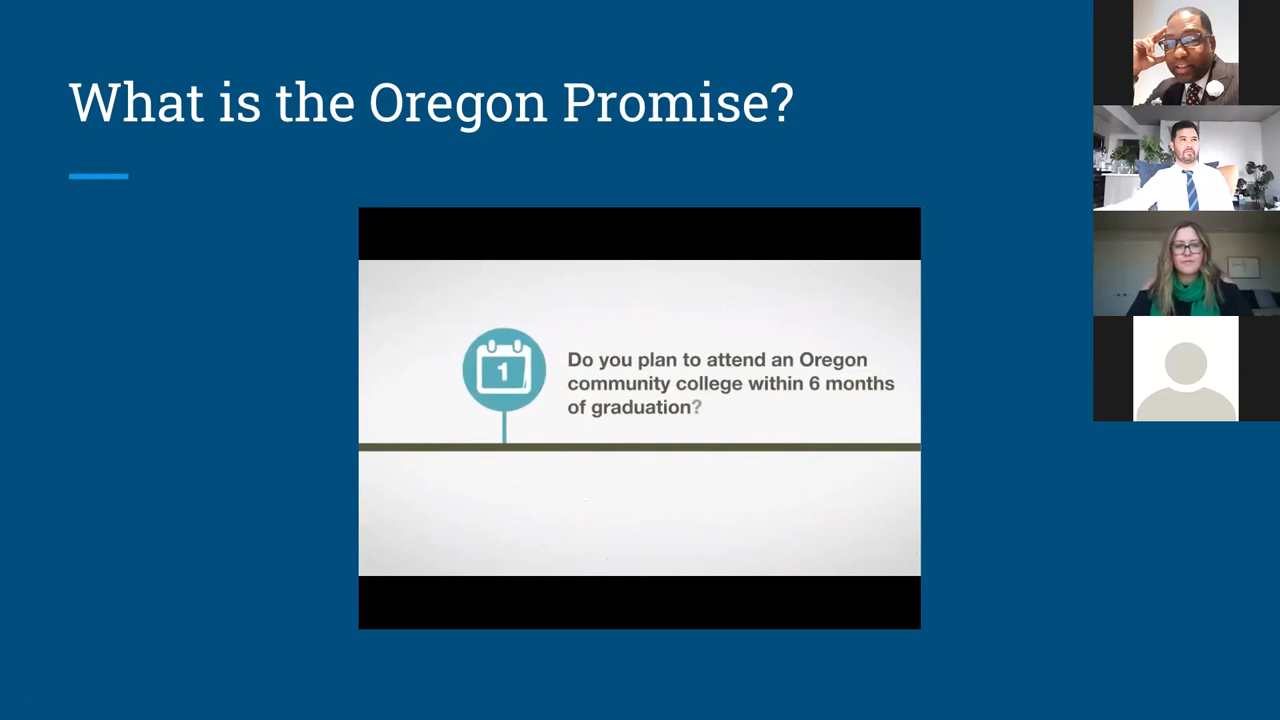 What is the Oregon Promise?
1
Do you plan to attend an Oregon
community college within 6 months
of graduation?